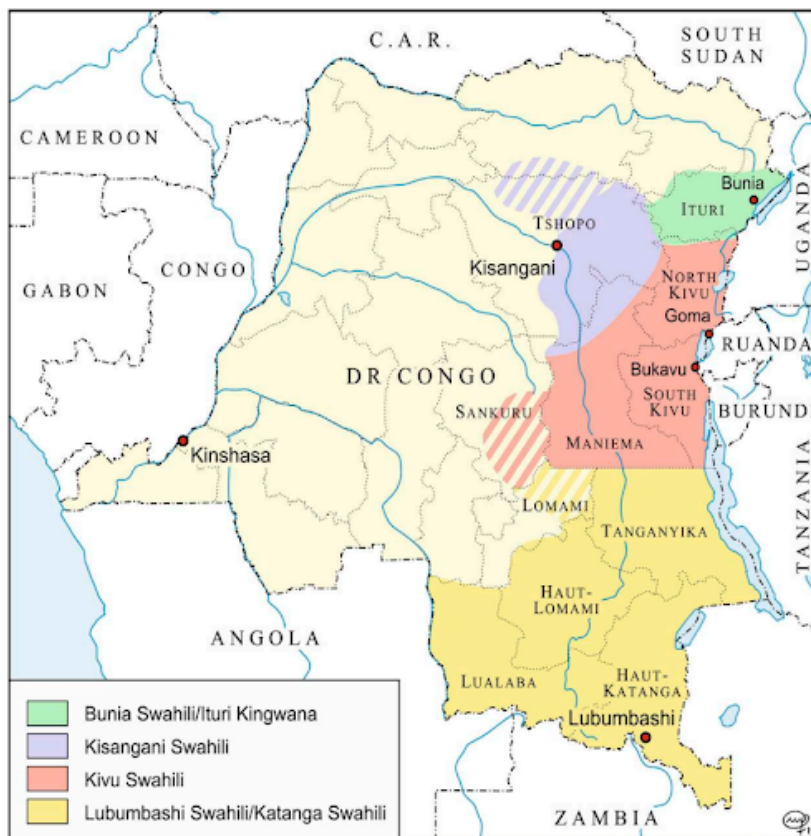 C.A.R.
SOUTH
SUDAN
CAMEROON
Bunia
ITURI
UGANDA
TSHOPO
Kisangani
CONGO
GABON
NORTH
KIVU
Goma
RUANDA
Bukavu
DR CONGO
SOUTH
KIVU
BURUNDI
SANKURU
MANIEMA
Kinshasa
LOMAMI
TANGANYIKA
TANZANIA
HAUT-
LOMAMI
ANGOLA
LUALABA
HAUT-
KATANGA
Lubumbashi
ZAMBIA
Bunia Swahili/Ituri Kingwana
Kisangani Swahili
Kivu Swahili
Lubumbashi Swahili/Katanga Swahili